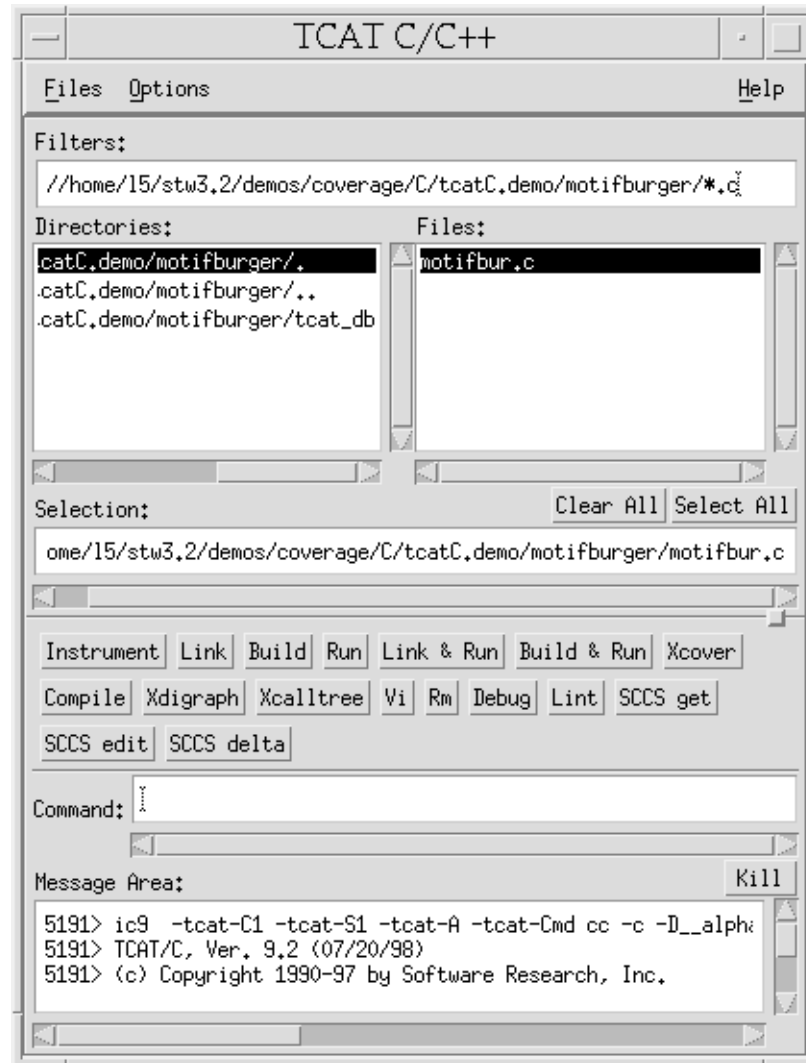 TCAT C/C++
Files Options Help
Filters:
//home/l5/stw3.2/demos/coverage/C/tcatC.demo/motifburger/*.c
Directories: Files:
.catC.demo/motifburger/. motifbur.c
.catC.demo/motifburger/..
.catC.demo/motifburger/tcat_db
Selection: Clear All Select All
ome/l5/stw3.2/demos/coverage/C/tcatC.demo/motifburger/motifbur.c
Instrument Link Build Run Link & Run Build & Run Xcover
Compile Xdigraph Xcalltree Vi Rm Debug Lint SCCS get
SCCS edit SCCS delta
Command:
Message Area: Kill
5191> ic9 -tcat-C1 -tcat-S1 -tcat-A -tcat-Cmd cc -c -D__alpha
5191> TCAT/C, Ver. 9.2 (07/20/98)
5191> (c) Copyright 1990-97 by Software Research, Inc.